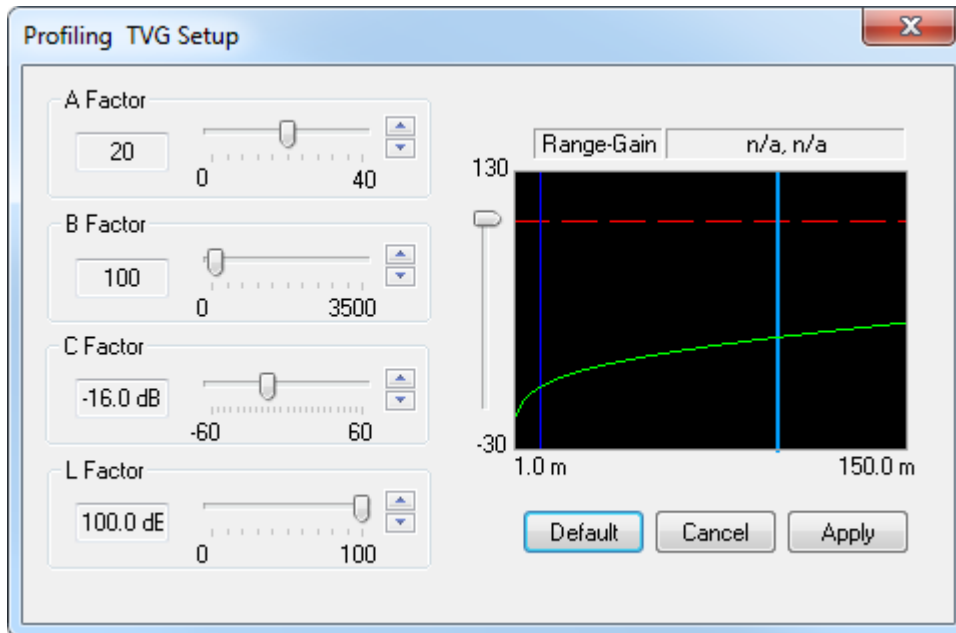 Profiling  TVG Setup
A Factor
20
0
40
B Factor
100
0
3500
C Factor
-16.0 dB
-60
60
L Factor
100.0 dE
0
100
Range-Gain
n/a, n/a
130
-30
1.0 m
150.0 m
Default
Cancel
Apply